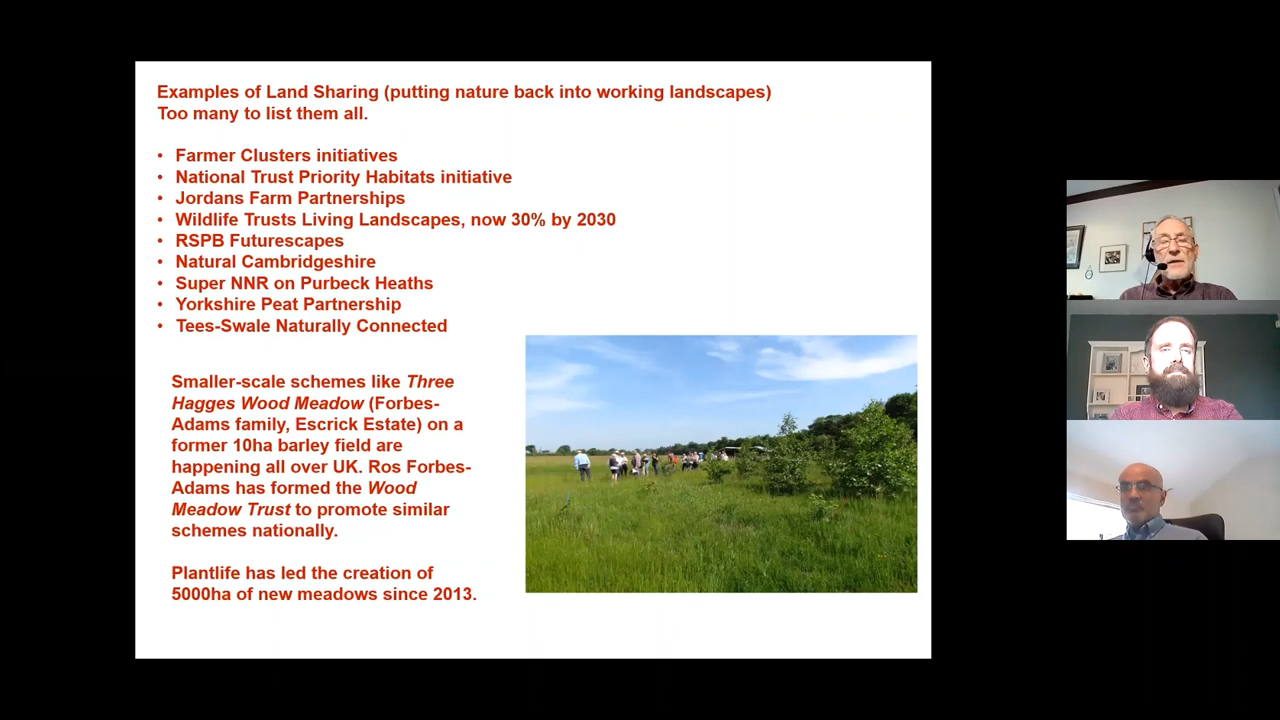 Examples of Land Sharing (putting nature back into working landscapes)
Too many to list them all.
• Farmer Clusters initiatives
• National Trust Priority Habitats initiative
• Jordans Farm Partnerships
• Wildlife Trusts Living Landscapes, now 30% by 2030
• RSPB Futurescapes
• Natural Cambridgeshire
• Super NNR on Purbeck Heaths
• Yorkshire Peat Partnership
• Tees-Swale Naturally Connected
Smaller-scale schemes like Three
Hagges Wood Meadow (Forbes-
Adams family, Escrick Estate) on a
former 10ha barley field are
happening all over UK. Ros Forbes-
Adams has formed the Wood
Meadow Trust to promote similar
schemes nationally.
Plantlife has led the creation of
5000ha of new meadows since 2013.